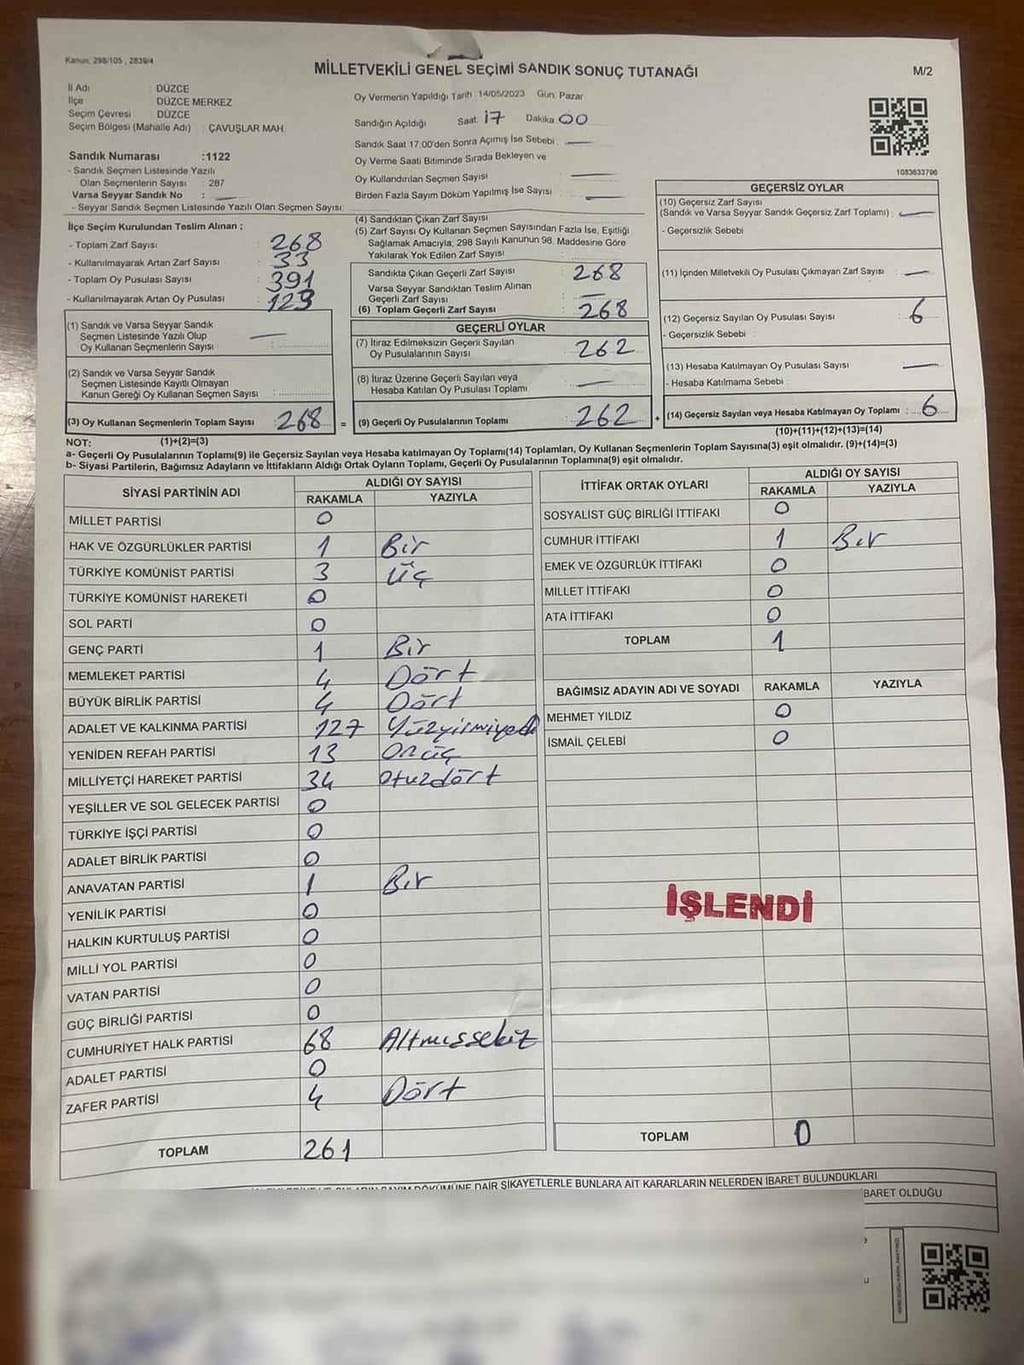 Kanun, 298/105 , 2839/4
MİLLETVEKİLİ GENEL SEÇİMİ SANDIK SONUÇ TUTANAĞI
M/2
İl Adı DÜZCE
İlçe DÜZCE MERKEZ
Seçim Çevresi DÜZCE
Seçim Bölgesi (Mahalle Adı) : ÇAVUŞLAR MAH.
Oy Vermenin Yapıldığı Tarih : 14/05/2023 Gün: Pazar
Sandığın Açıldığı Saat: 17 Dakika 00
Sandık Saat 17:00'den Sonra Açımış İse Sebebi : —
Oy Verme Saati Bitiminde Sırada Bekleyen ve
Oy Kullandırılan Seçmen Sayısı —
Birden Fazla Sayım Döküm Yapılmış İse Sayısı —
1083633796
Sandık Numarası :1122
- Sandık Seçmen Listesinde Yazılı
Olan Seçmenlerin Sayısı : 287
Varsa Seyyar Sandık No : —
- Seyyar Sandık Seçmen Listesinde Yazılı Olan Seçmen Sayısı:
İlçe Seçim Kurulundan Teslim Alınan ;
- Toplam Zarf Sayısı : 268
- Kullanılmayarak Artan Zarf Sayısı : 33
- Toplam Oy Pusulası Sayısı : 391
- Kullanılmayarak Artan Oy Pusulası : 123
(1) Sandık ve Varsa Seyyar Sandık
Seçmen Listesinde Yazılı Olup
Oy Kullanan Seçmenlerin Sayısı : —
(2) Sandık ve Varsa Seyyar Sandık
Seçmen Listesinde Kayıtlı Olmayan
Kanun Gereği Oy Kullanan Seçmen Sayısı :
(3) Oy Kullanan Seçmenlerin Toplam Sayısı : 268 =
(1)+(2)=(3)
(4) Sandıktan Çıkan Zarf Sayısı
(5) Zarf Sayısı Oy Kullanan Seçmen Sayısından Fazla İse, Eşitliği
Sağlamak Amacıyla, 298 Sayılı Kanunun 98. Maddesine Göre
Yakılarak Yok Edilen Zarf Sayısı :
Sandıkta Çıkan Geçerli Zarf Sayısı : 268
Varsa Seyyar Sandıktan Teslim Alınan
Geçerli Zarf Sayısı : —
(6) Toplam Geçerli Zarf Sayısı : 268
GEÇERLİ OYLAR
(7) İtiraz Edilmeksizin Geçerli Sayılan
Oy Pusulalarının Sayısı : 262
(8) İtiraz Üzerine Geçerli Sayılan veya
Hesaba Katılan Oy Pusulası Toplamı : —
(9) Geçerli Oy Pusulalarının Toplamı : 262 +
GEÇERSİZ OYLAR
(10) Geçersiz Zarf Sayısı
(Sandık ve Varsa Seyyar Sandık Geçersiz Zarf Toplamı) : —
- Geçersizlik Sebebi
(11) İçinden Milletvekili Oy Pusulası Çıkmayan Zarf Sayısı : —
(12) Geçersiz Sayılan Oy Pusulası Sayısı : 6
- Geçersizlik Sebebi :
(13) Hesaba Katılmayan Oy Pusulası Sayısı : —
- Hesaba Katılmama Sebebi :
(14) Geçersiz Sayılan veya Hesaba Katılmayan Oy Toplamı : 6
(10)+(11)+(12)+(13)=(14)
NOT:
a- Geçerli Oy Pusulasının Toplamı(9) ile Geçersiz Sayılan veya Hesaba katılmayan Oy Toplamı(14) Toplamları, Oy Kullanan Seçmenlerin Toplam Sayısına(3) eşit olmalıdır. (9)+(14)=(3)
b- Siyasi Partilerin, Bağımsız Adayların ve İttifakların Aldığı Ortak Oyların Toplamı, Geçerli Oy Pusulalarının Toplamına(9) eşit olmalıdır.
SİYASİ PARTİNİN ADI
ALDIĞI OY SAYISI
RAKAMLA YAZIYLA
MİLLET PARTİSİ 0
HAK VE ÖZGÜRLÜKLER PARTİSİ 1 Bir
TÜRKİYE KOMÜNİST PARTİSİ 3 üç
TÜRKİYE KOMÜNİST HAREKETİ 0
SOL PARTİ 0
GENÇ PARTİ 1 Bir
MEMLEKET PARTİSİ 4 Dört
BÜYÜK BİRLİK PARTİSİ 4 Dört
ADALET VE KALKINMA PARTİSİ 127 Yüzyirmiyedi
YENİDEN REFAH PARTİSİ 13 Onüç
MİLLİYETÇİ HAREKET PARTİSİ 34 otuzdört
YEŞİLLER VE SOL GELECEK PARTİSİ 0
TÜRKİYE İŞÇİ PARTİSİ 0
ADALET BİRLİK PARTİSİ 0
ANAVATAN PARTİSİ 1 Bir
YENİLİK PARTİSİ 0
HALKIN KURTULUŞ PARTİSİ 0
MİLLİ YOL PARTİSİ 0
VATAN PARTİSİ 0
GÜÇ BİRLİĞİ PARTİSİ 0
CUMHURİYET HALK PARTİSİ 68 Altmışsekiz
ADALET PARTİSİ 0
ZAFER PARTİSİ 4 Dört
TOPLAM 261
İTTİFAK ORTAK OYLARI
ALDIĞI OY SAYISI
RAKAMLA YAZIYLA
SOSYALİST GÜÇ BİRLİĞİ İTTİFAKI 0
CUMHUR İTTİFAKI 1 Bir
EMEK VE ÖZGÜRLÜK İTTİFAKI 0
MİLLET İTTİFAKI 0
ATA İTTİFAKI 0
TOPLAM 1
BAĞIMSIZ ADAYIN ADI VE SOYADI RAKAMLA YAZIYLA
MEHMET YILDIZ 0
İSMAİL ÇELEBİ 0
İŞLENDİ
TOPLAM 0
DÖKÜMÜNE DAİR ŞİKAYETLERLE BUNLARA AİT KARARLARIN NELERDEN İBARET BULUNDUKLARI
BARET OLDUĞU